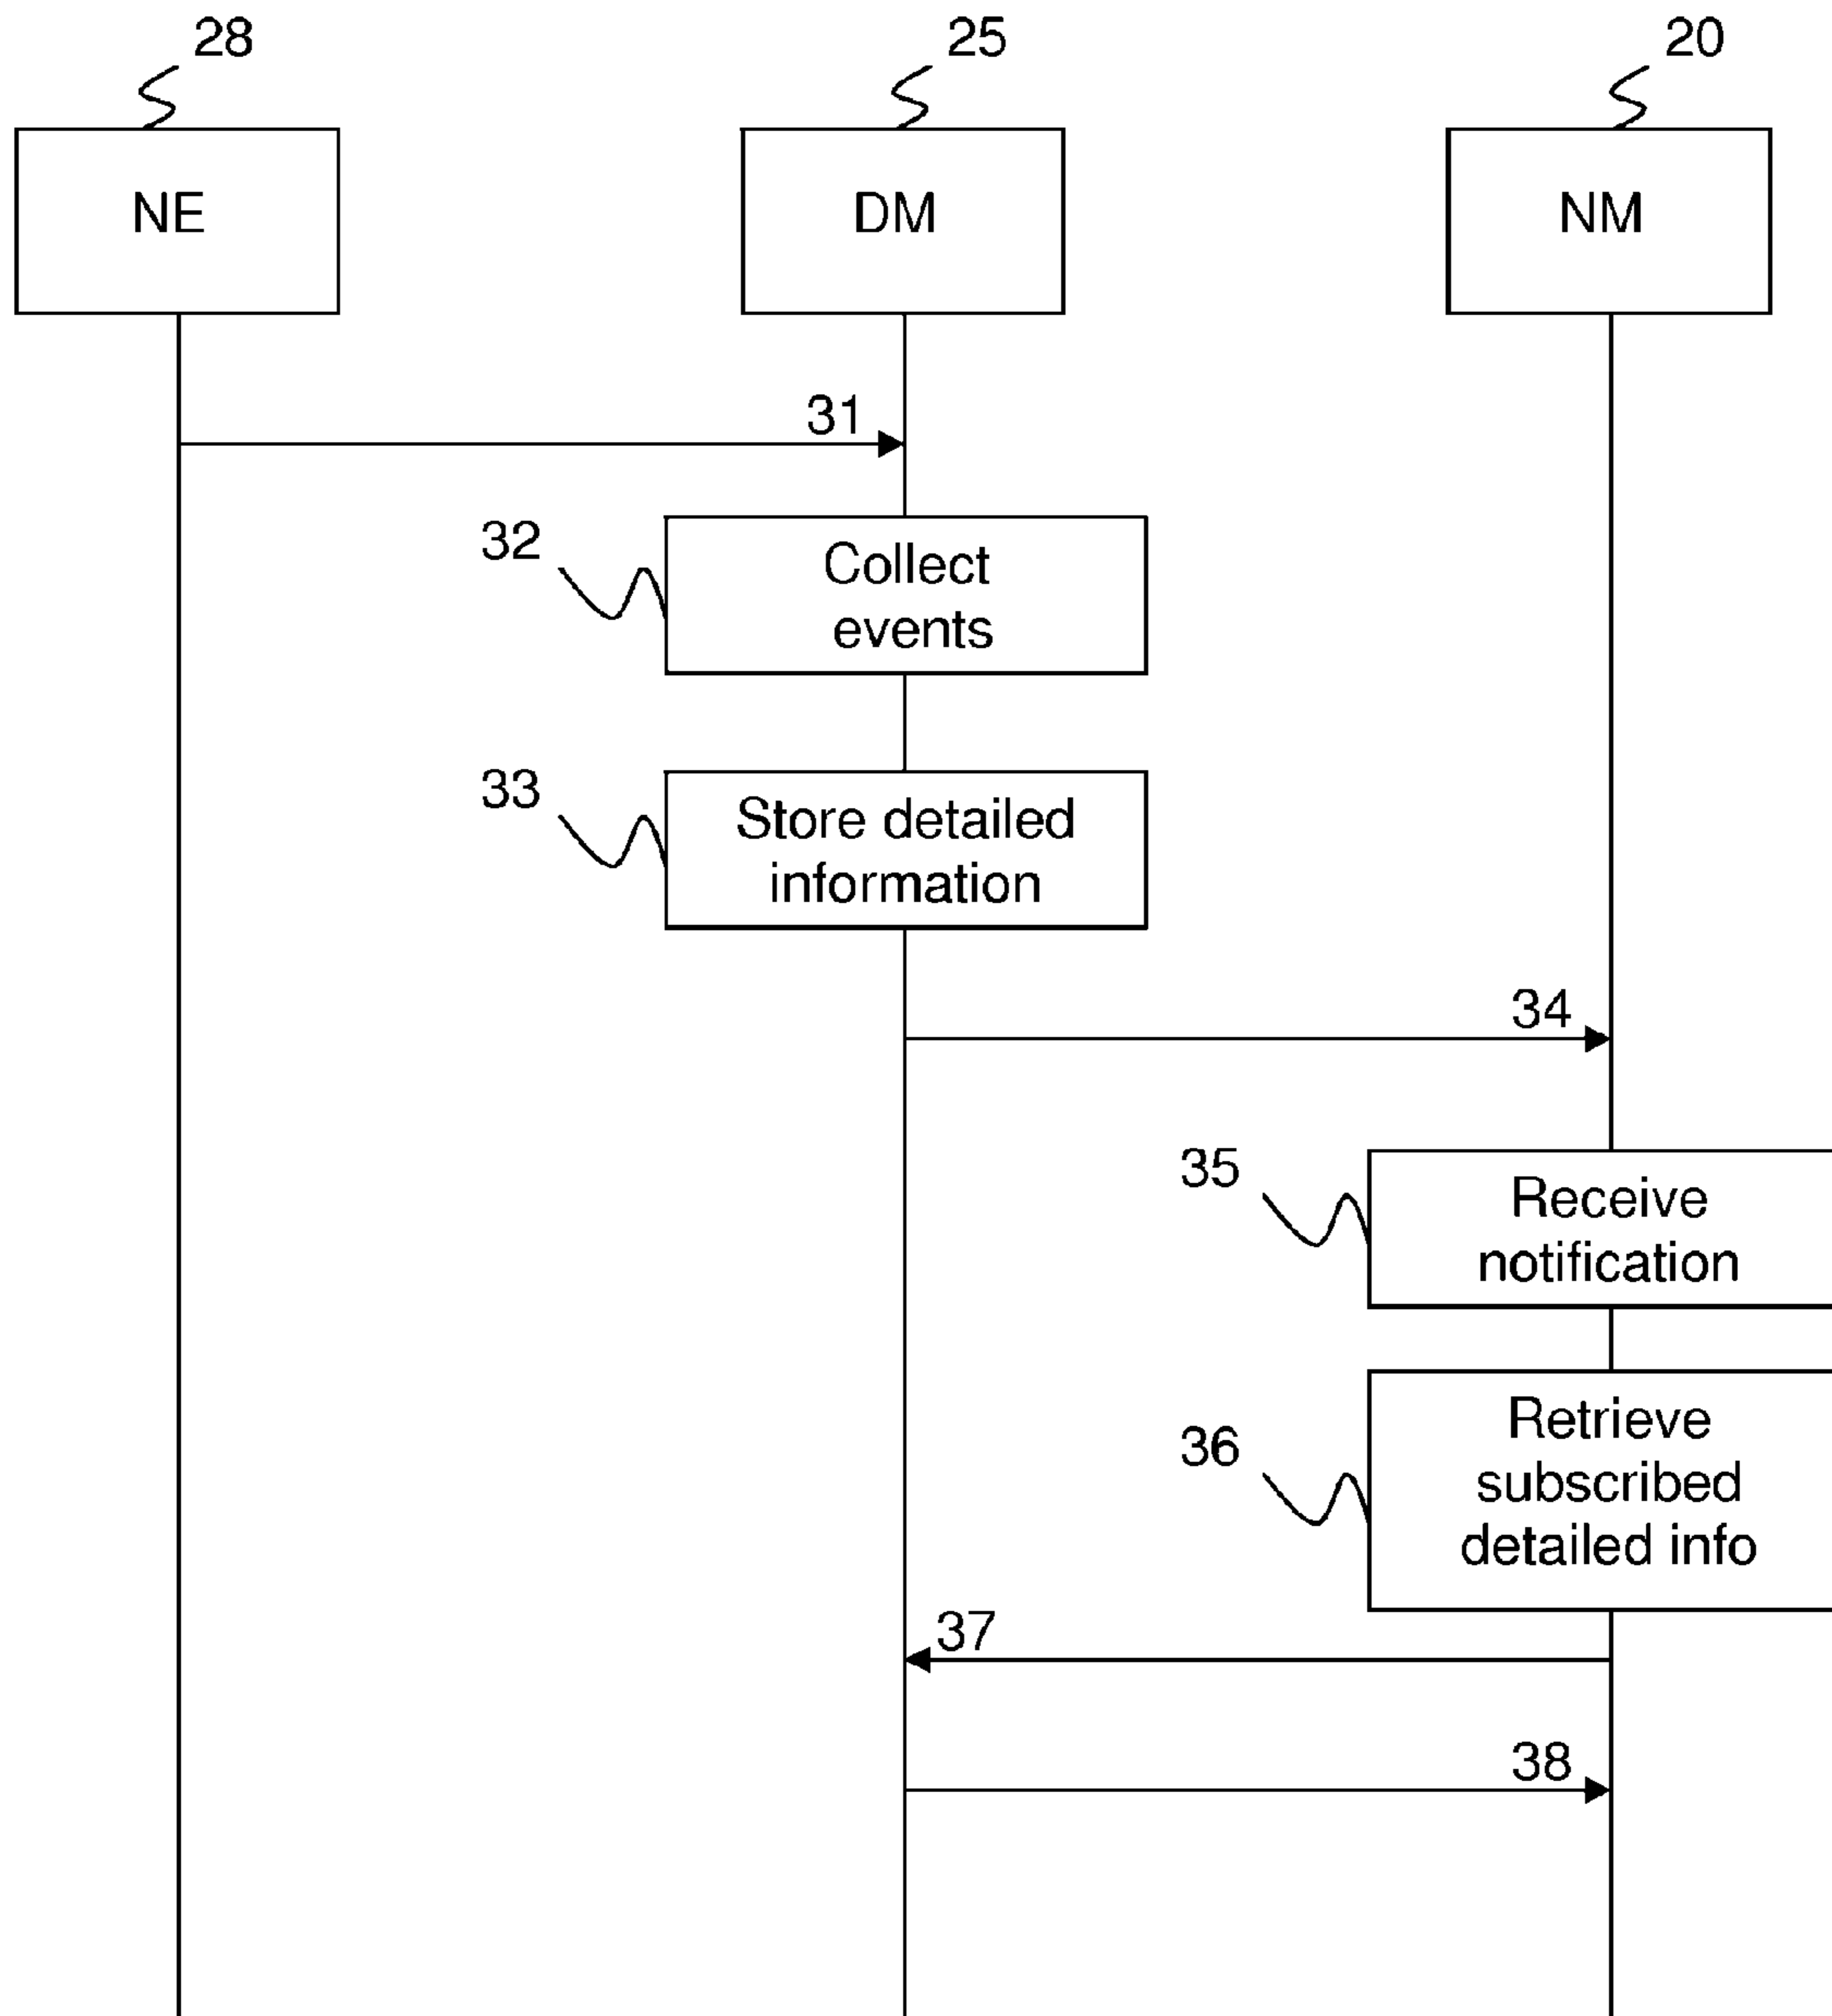 28
25
20
NE
DM
NM
31
32
Collect
events
33
Store detailed
information
34
35
Receive
notification
36
Retrieve
subscribed
detailed info
37
38